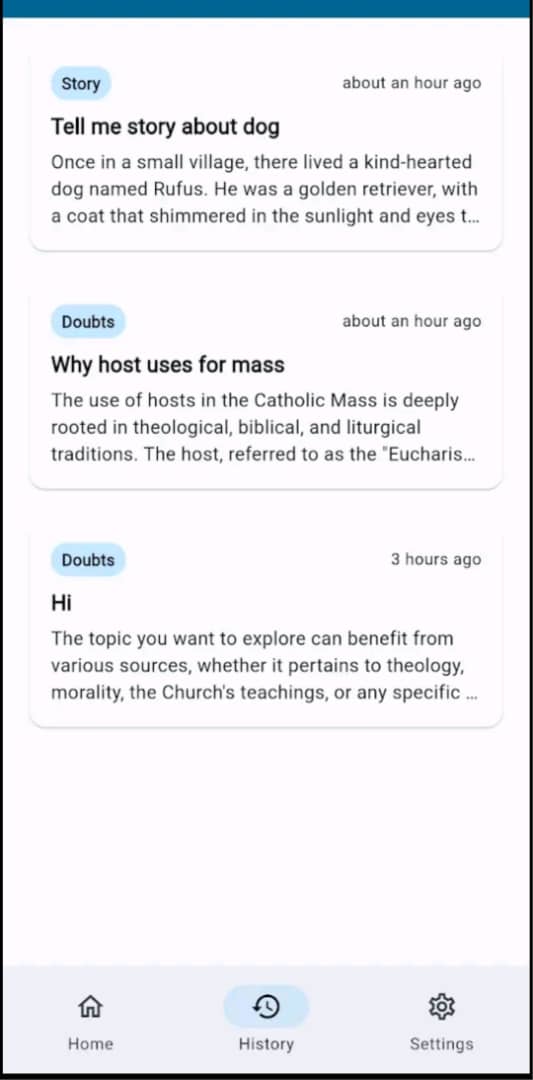 Story
about an hour ago
Tell me story about dog
Once in a small village, there lived a kind-hearted
dog named Rufus. He was a golden retriever, with
a coat that shimmered in the sunlight and eyes t...
Doubts
about an hour ago
Why host uses for mass
The use of hosts in the Catholic Mass is deeply
rooted in theological, biblical, and liturgical
traditions. The host, referred to as the "Eucharis...
Doubts
3 hours ago
Hi
The topic you want to explore can benefit from
various sources, whether it pertains to theology,
morality, the Church's teachings, or any specific ...
Home
History
Settings